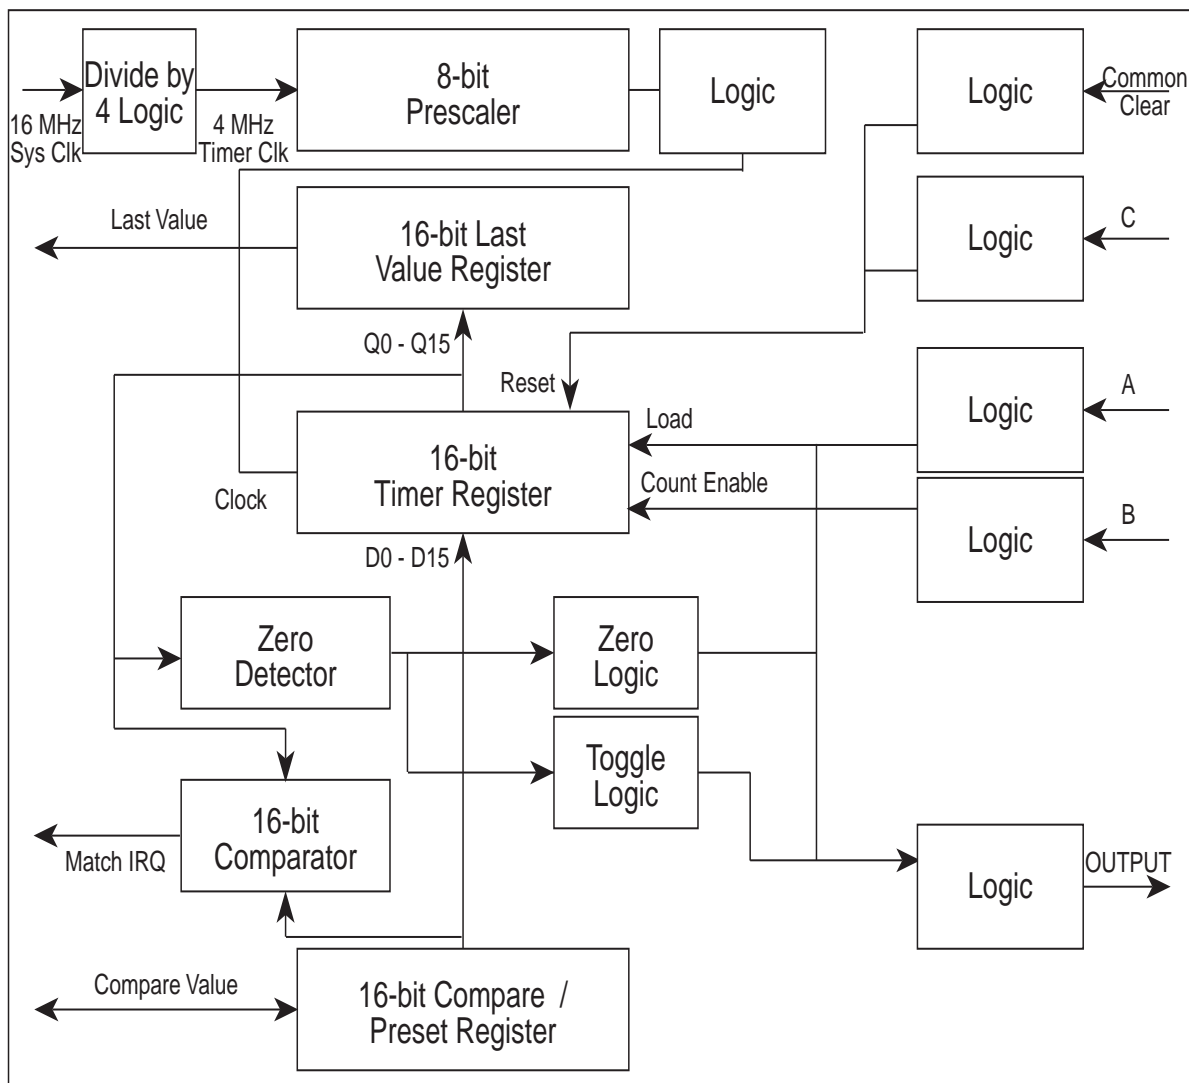 Divide by
4 Logic
8-bit
Prescaler
Logic
Logic
Common
Clear
16 MHz
Sys Clk
4 MHz
Timer Clk
Last Value
16-bit Last
Value Register
Logic
C
Q0 - Q15
Reset
Load
Logic
A
16-bit
Timer Register
Clock
Count Enable
Logic
B
D0 - D15
Zero
Detector
Zero
Logic
Toggle
Logic
16-bit
Comparator
Match IRQ
Logic
OUTPUT
Compare Value
16-bit Compare /
Preset Register